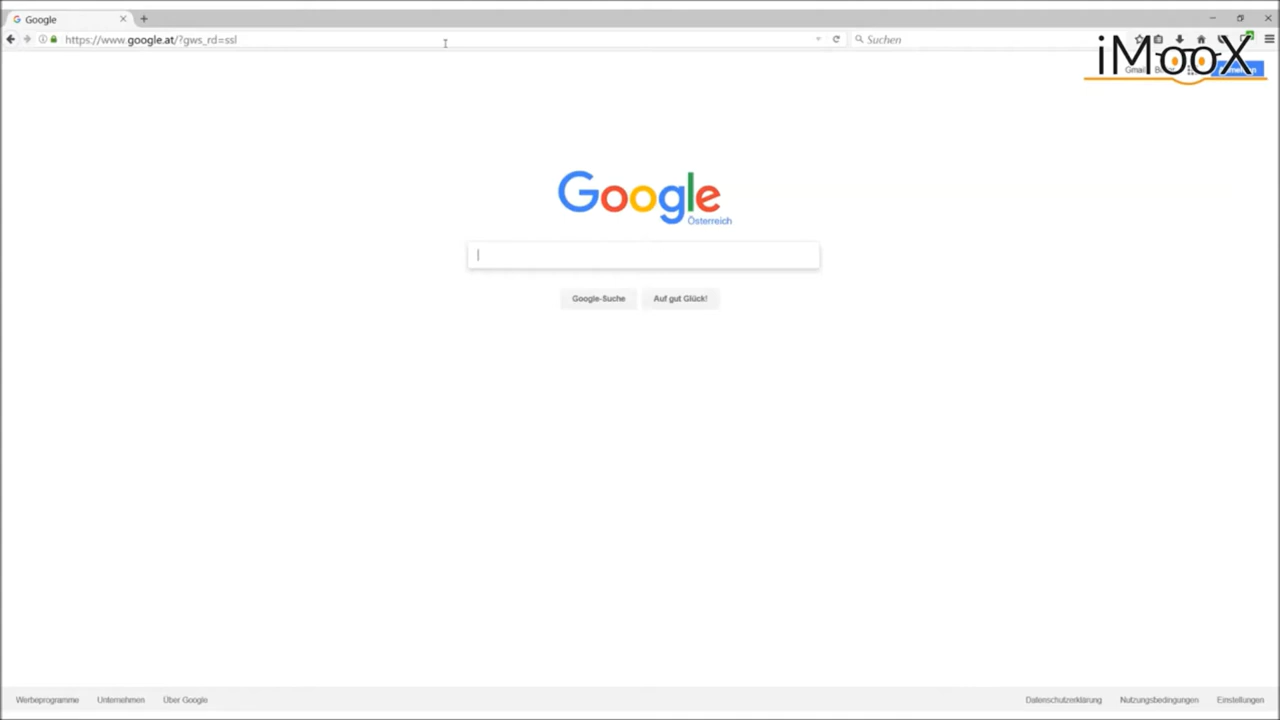 Google
https://www.google.at/?gws_rd=ssl
Suchen
iMooX
Gmail
Google
Österreich
Google-Suche
Auf gut Glück!
Werbeprogramme
Unternehmen
Über Google
Datenschutzerklärung
Nutzungsbedingungen
Einstellungen